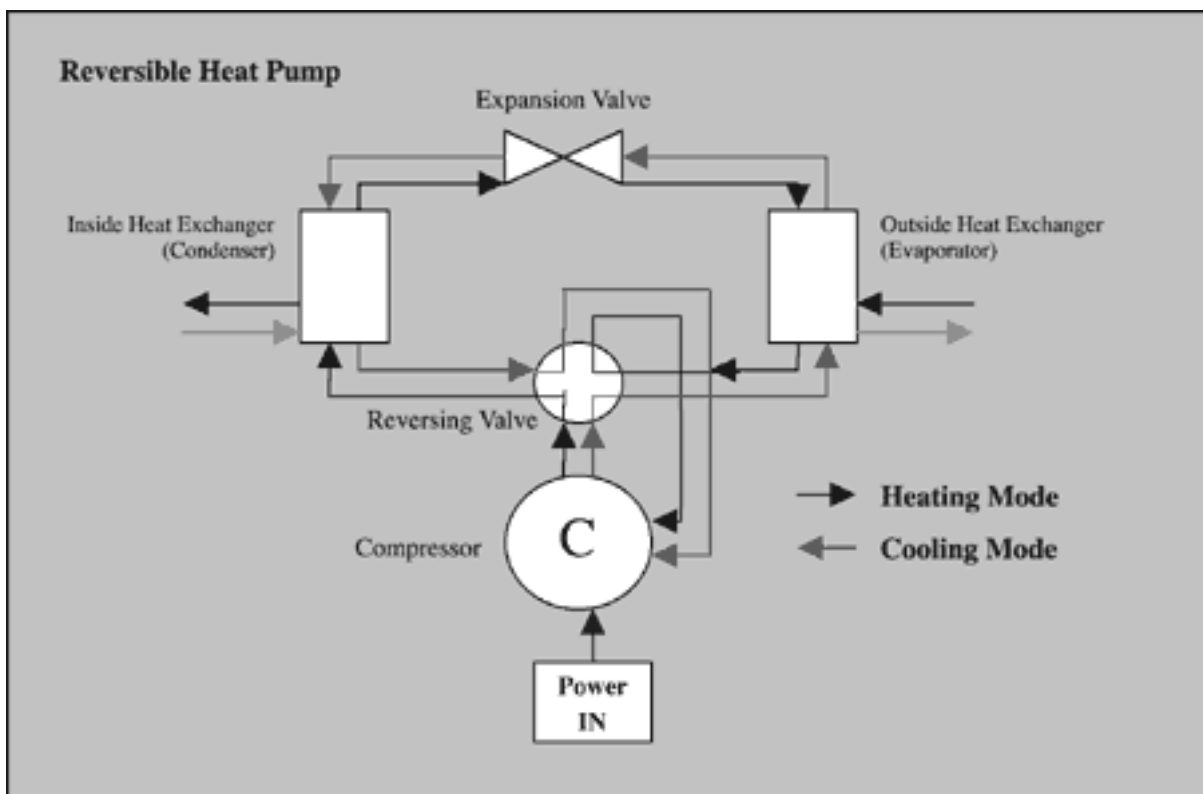 Reversible Heat Pump
Expansion Valve
Inside Heat Exchanger
(Condenser)
Outside Heat Exchanger
(Evaporator)
Reversing Valve
Heating Mode
Compressor
C
Cooling Mode
Power
IN